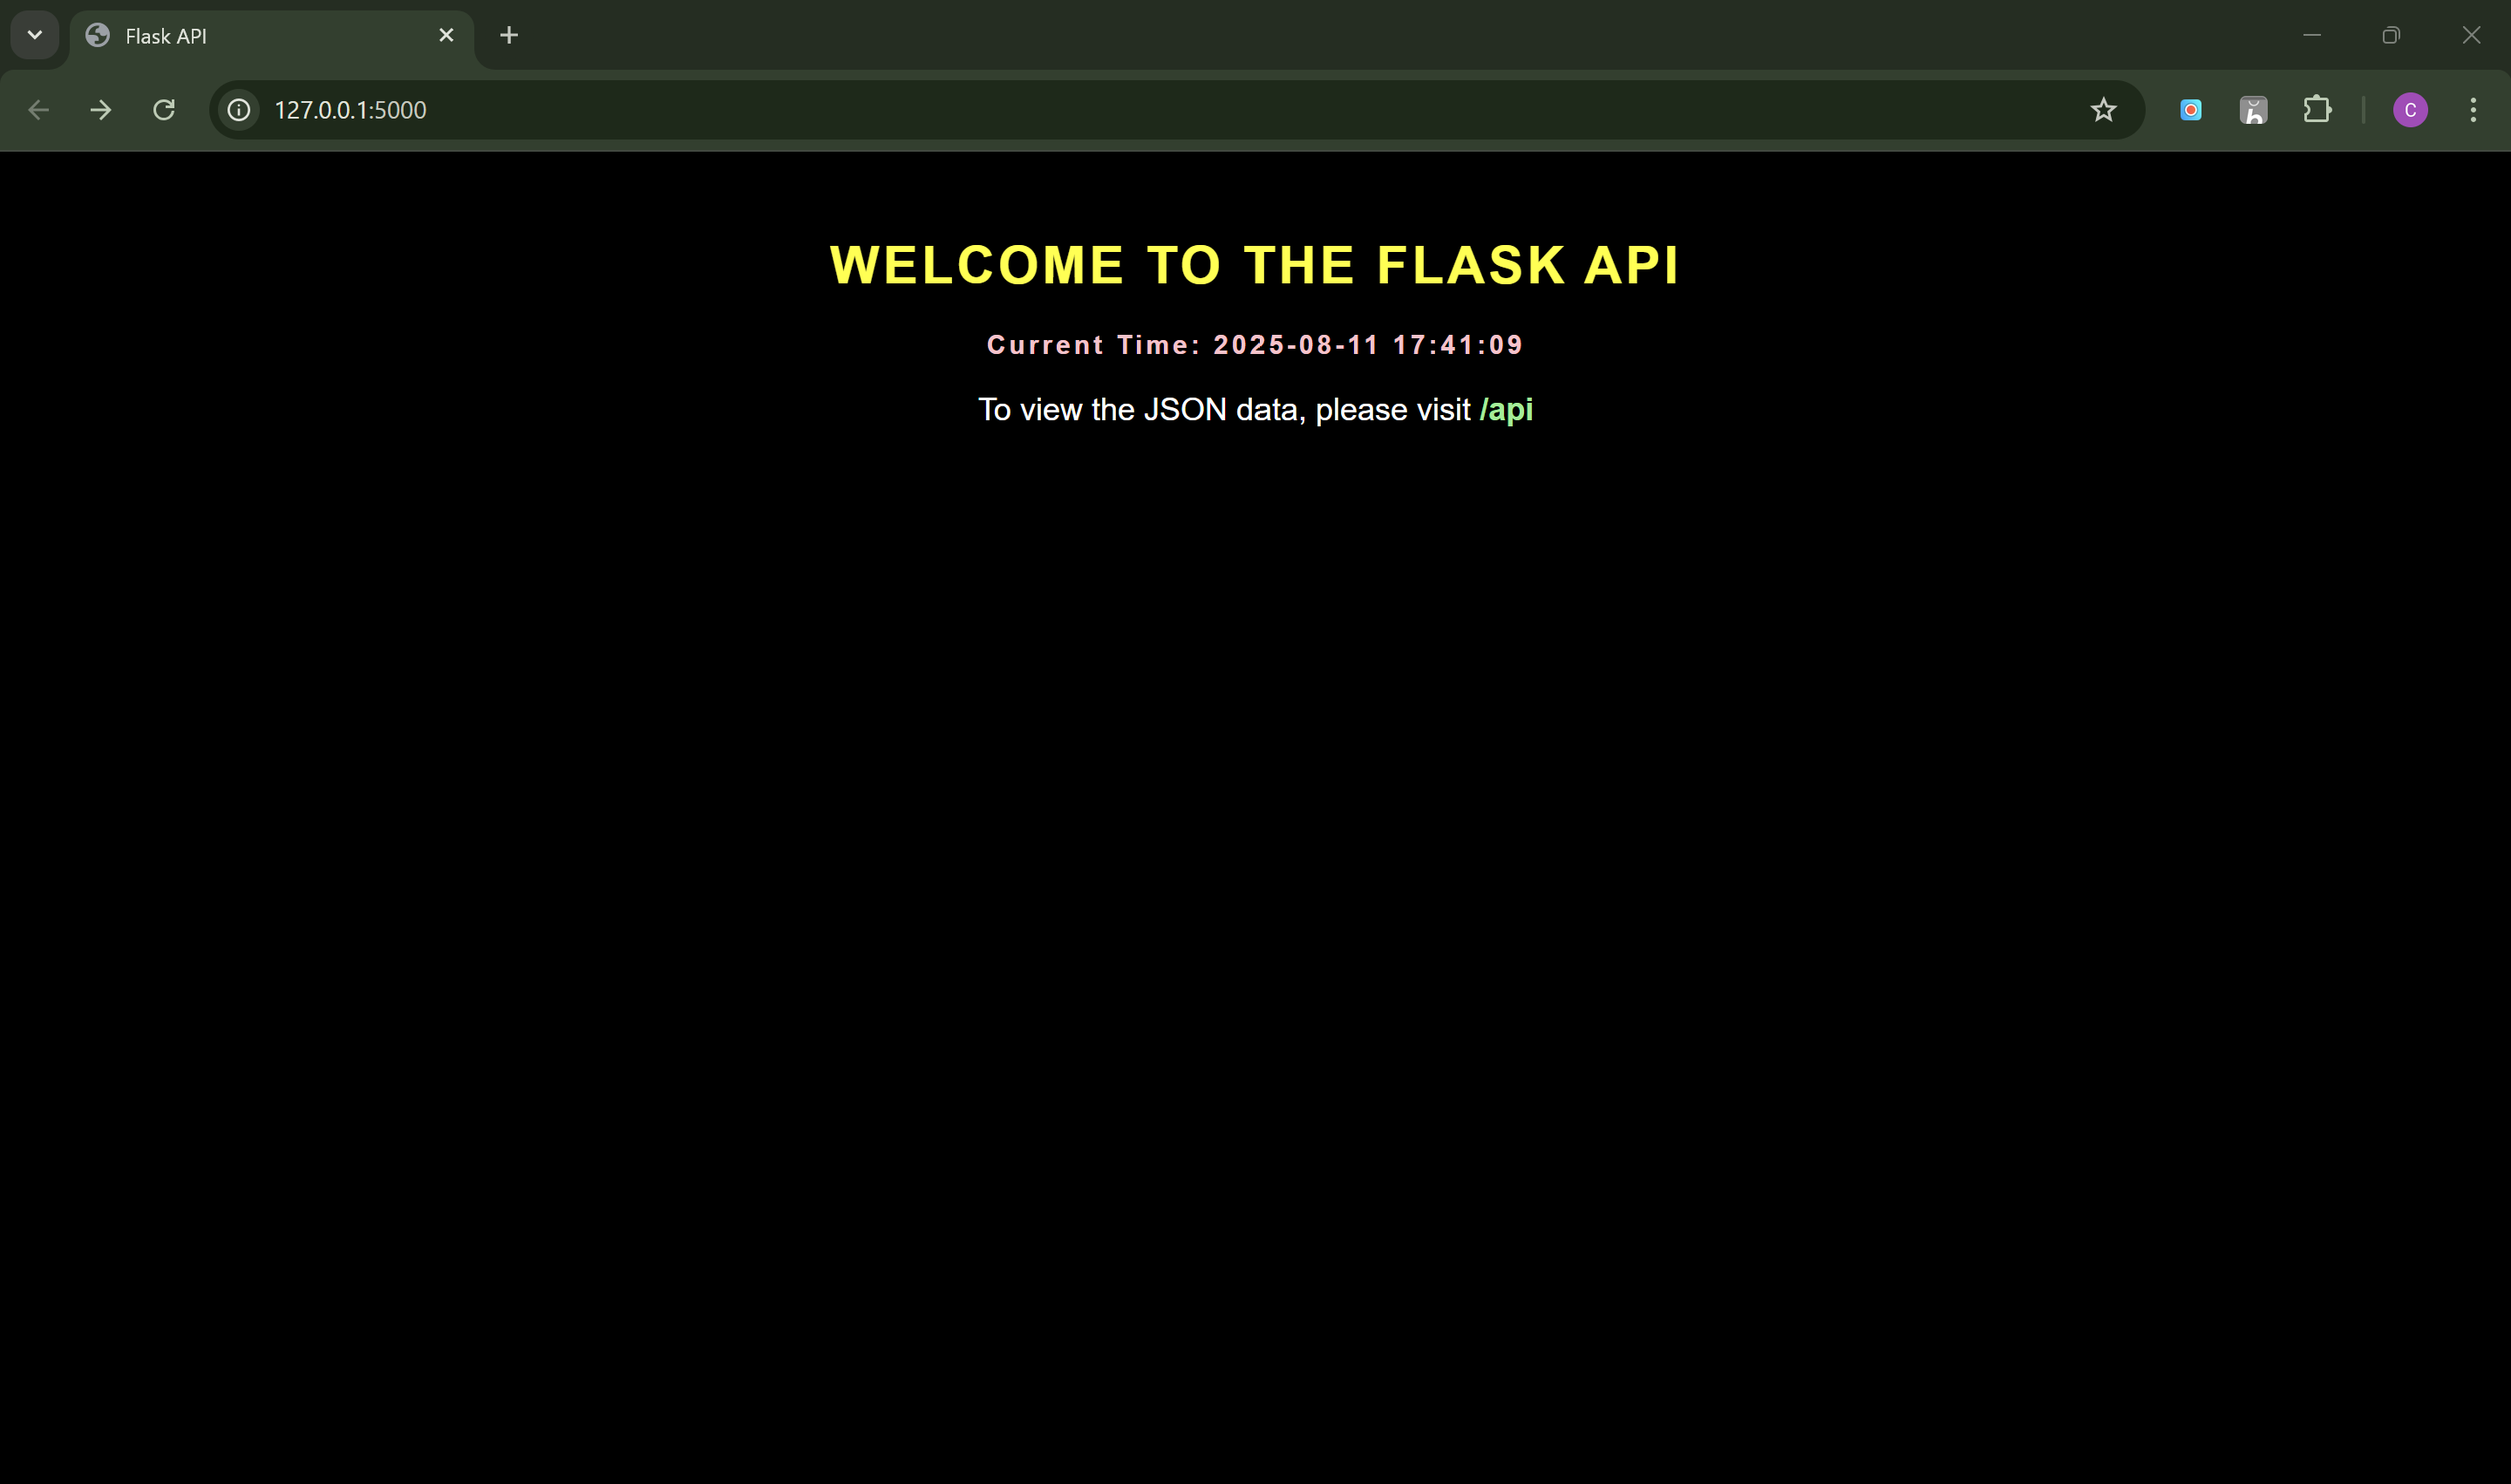 Flask API
127.0.0.1:5000
C
WELCOME TO THE FLASK API
Current Time: 2025-08-11 17:41:09
To view the JSON data, please visit /api